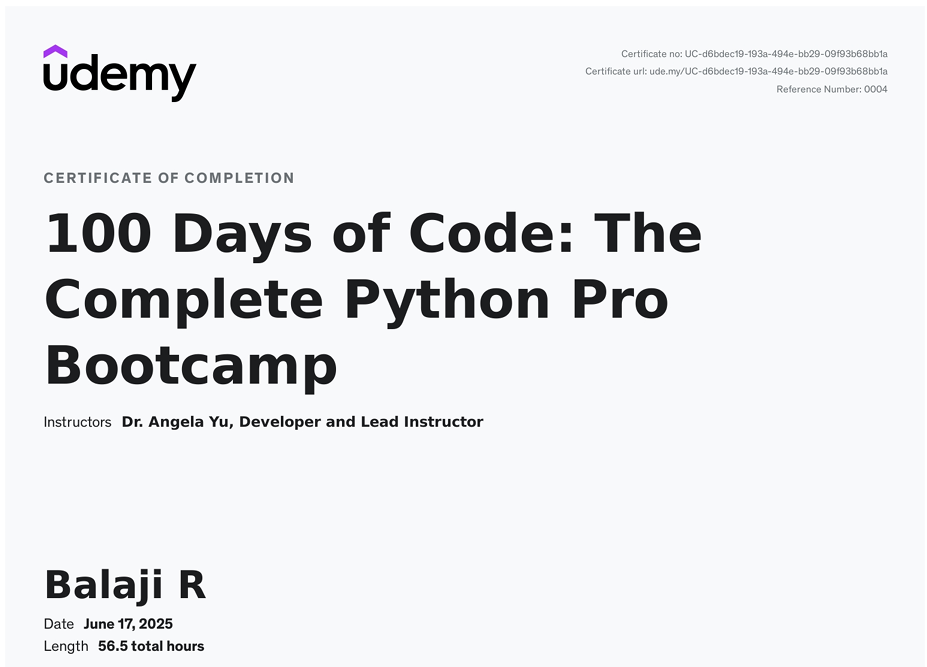 udemy
Certificate no: UC-d6bdec19-193a-494e-bb29-09f93b68bb1a
Certificate url: ude.my/UC-d6bdec19-193a-494e-bb29-09f93b68bb1a
Reference Number: 0004
CERTIFICATE OF COMPLETION
100 Days of Code: The
Complete Python Pro
Bootcamp
Instructors Dr. Angela Yu, Developer and Lead Instructor
Balaji R
Date June 17, 2025
Length 56.5 total hours